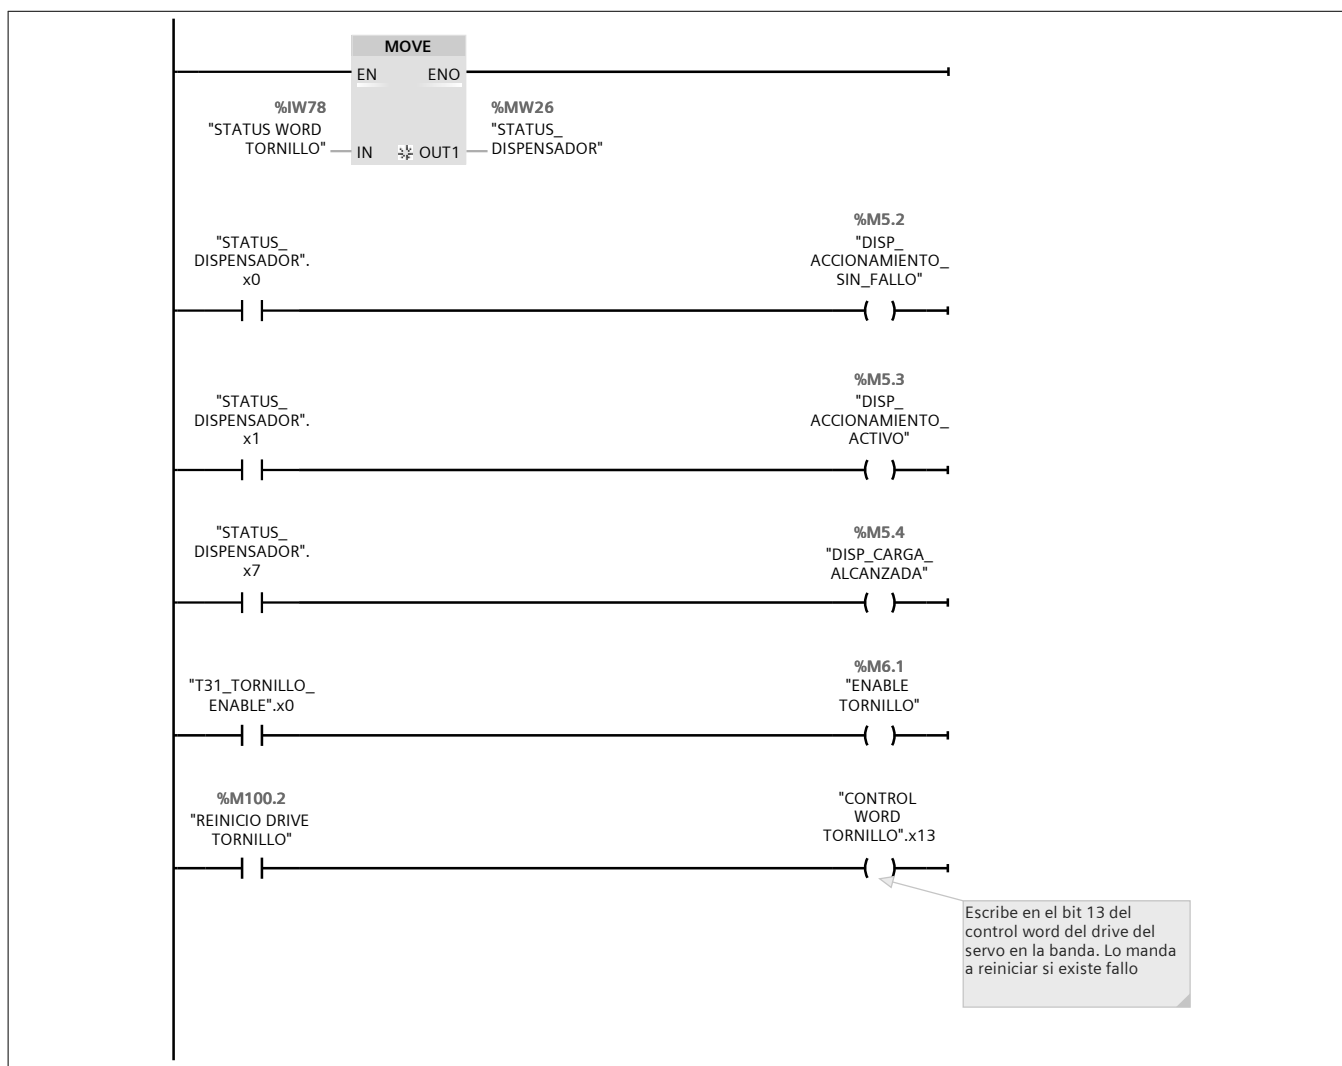 MOVE
EN ENO
%IW78
"STATUS WORD
TORNILLO"
IN OUT1
%MW26
"STATUS_
DISPENSADOR"
"STATUS_
DISPENSADOR".
x0
%M5.2
"DISP_
ACCIONAMIENTO_
SIN_FALLO"
"STATUS_
DISPENSADOR".
x1
%M5.3
"DISP_
ACCIONAMIENTO_
ACTIVO"
"STATUS_
DISPENSADOR".
x7
%M5.4
"DISP_CARGA_
ALCANZADA"
"T31_TORNILLO_
ENABLE".x0
%M6.1
"ENABLE
TORNILLO"
%M100.2
"REINICIO DRIVE
TORNILLO"
"CONTROL
WORD
TORNILLO".x13
Escribe en el bit 13 del
control word del drive del
servo en la banda. Lo manda
a reiniciar si existe fallo